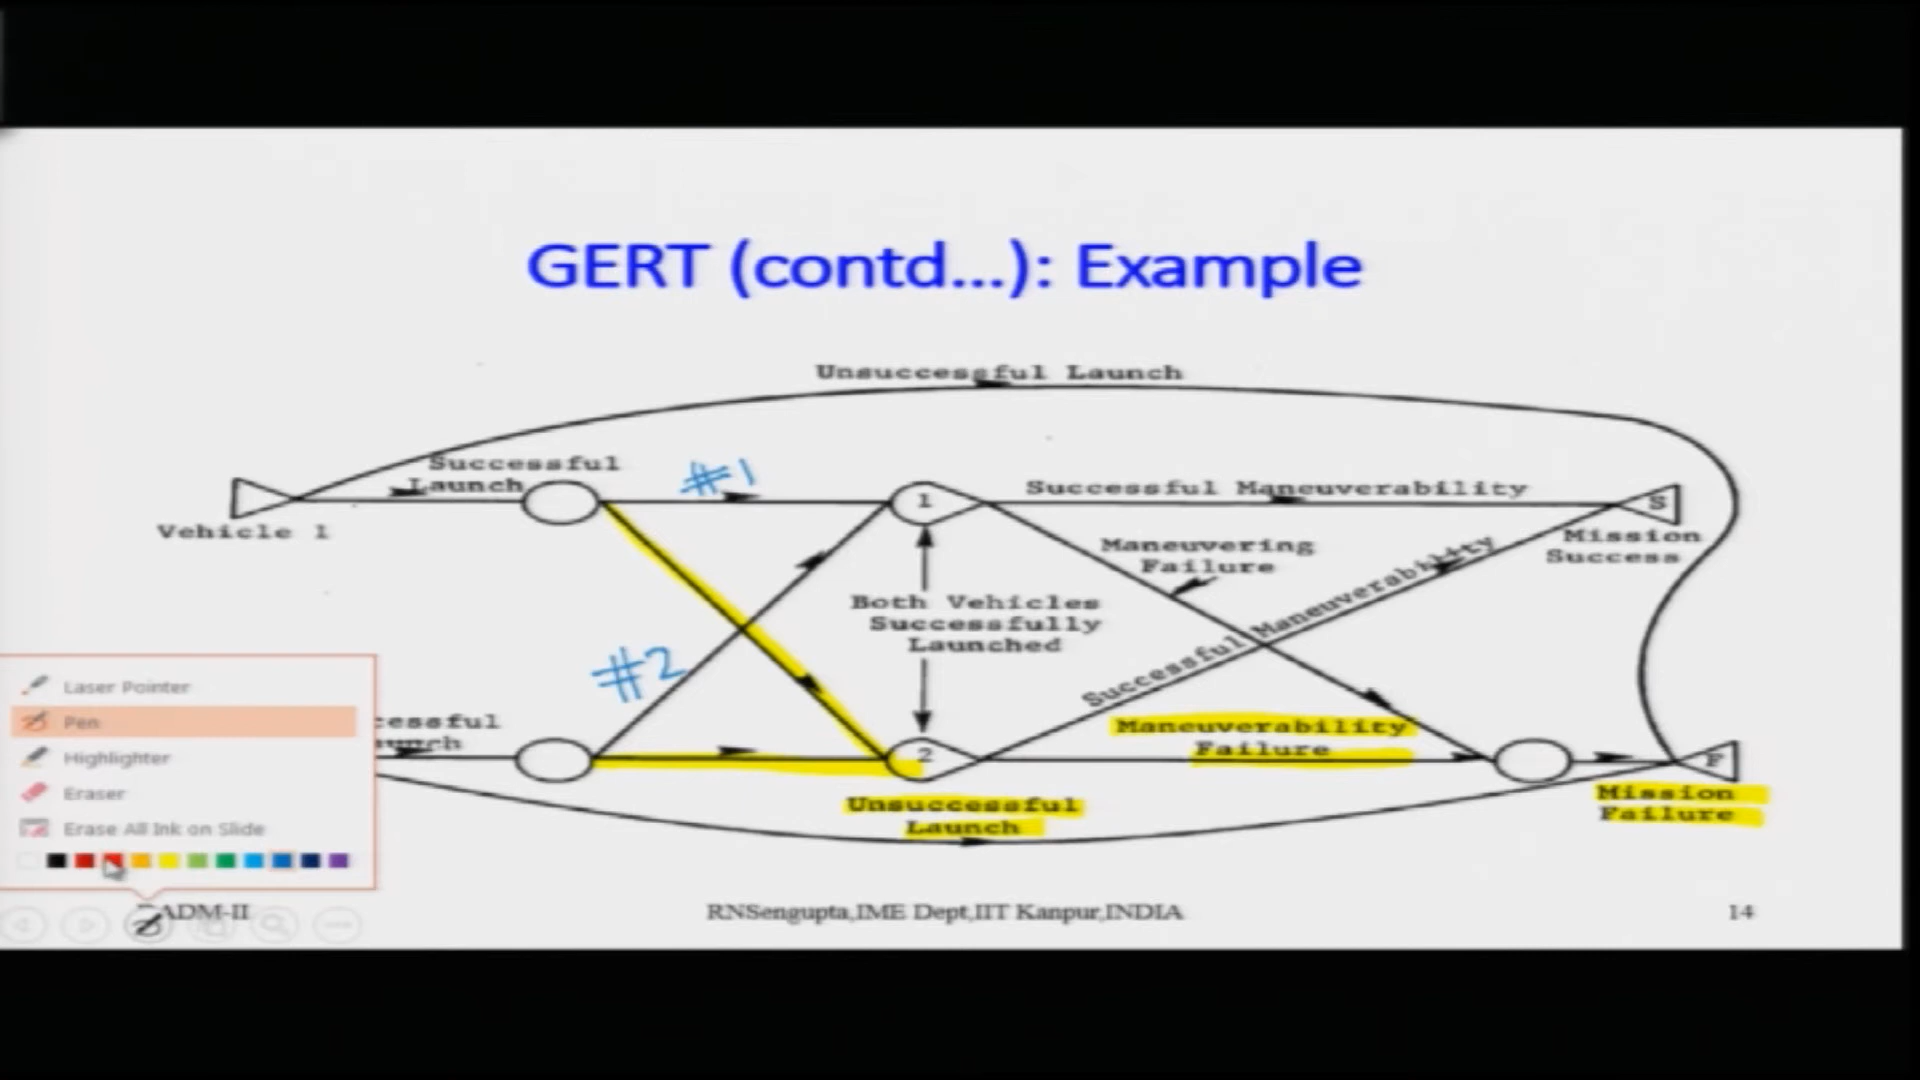 GERT (contd...): Example
Unsuccessful Launch
Successful
Launch
#1
1
Successful Maneuverability
S
Vehicle 1
Mission
Success
Maneuvering
Failure
Both Vehicles
Successfully
Launched
Successful Maneuverability
#2
Laser Pointer
Pen
Highlighter
Eraser
Erase All Ink on Slide
cessful
unch
2
Maneuverability
Failure
F
Unsuccessful
Launch
Mission
Failure
DADM-II
RNSengupta,IME Dept,IIT Kanpur,INDIA
14